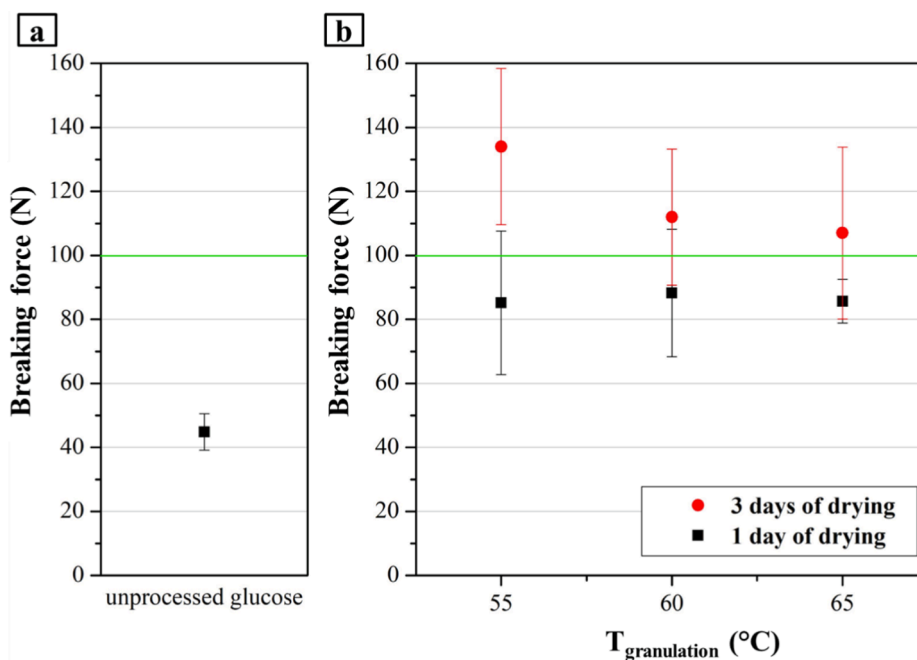 a
b
Breaking force (N)
160
140
120
100
80
60
40
20
0
unprocessed glucose
Breaking force (N)
160
140
120
100
80
60
40
20
0
3 days of drying
1 day of drying
55 60 65
T granulation (°C)